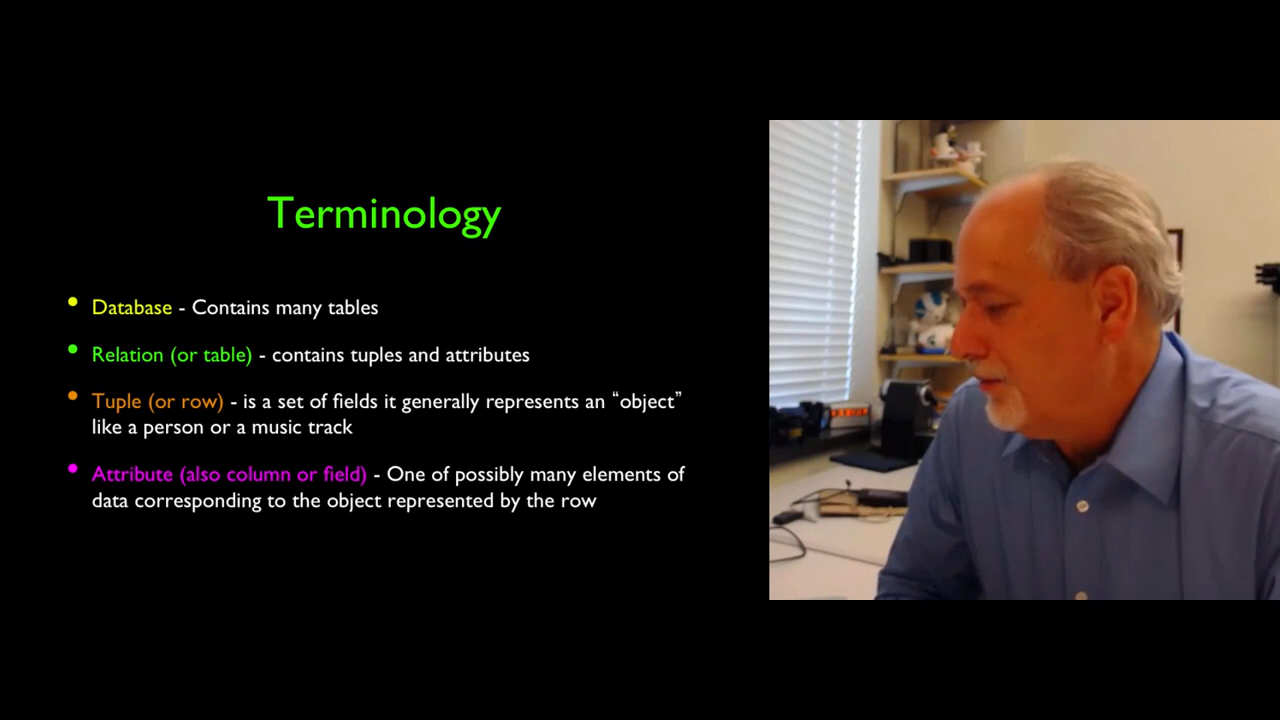 Terminology
• Database - Contains many tables
• Relation (or table) - contains tuples and attributes
• Tuple (or row) - is a set of fields it generally represents an “object”
like a person or a music track
• Attribute (also column or field) - One of possibly many elements of
data corresponding to the object represented by the row